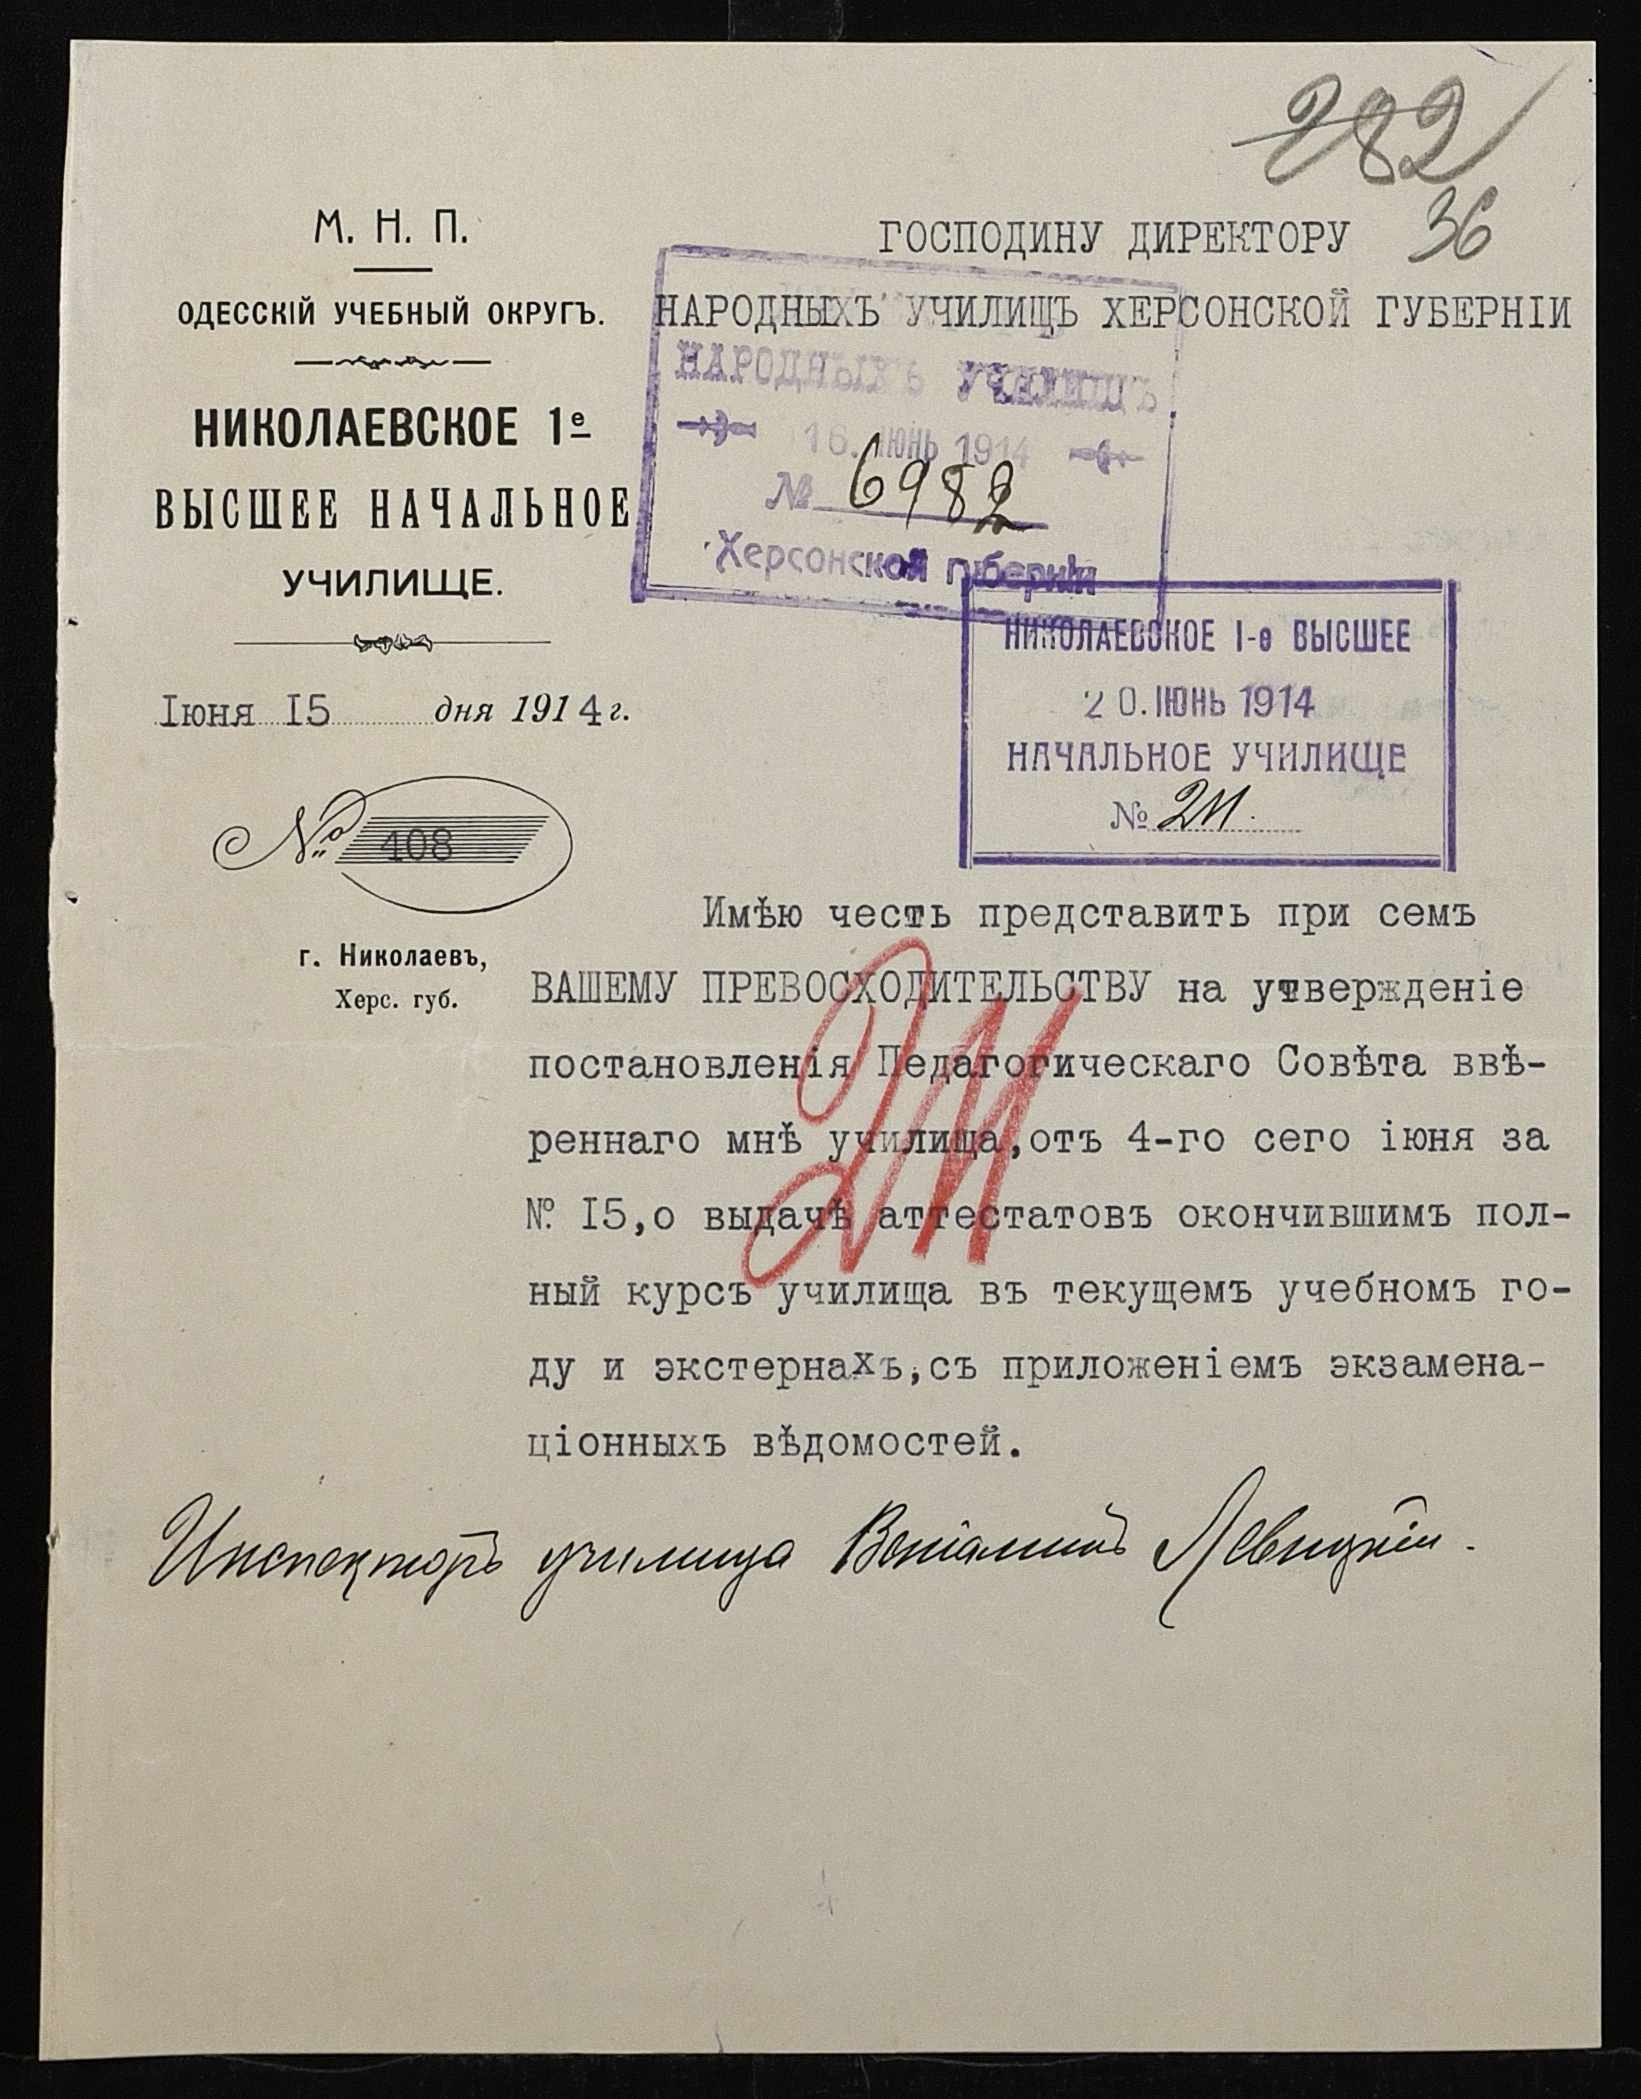 282
36
М. Н. П.
ОДЕССКІЙ УЧЕБНЫЙ ОКРУГЪ.
НИКОЛАЕВСКОЕ 1е
ВЫСШЕЕ НАЧАЛЬНОЕ
УЧИЛИЩЕ.
Іюня 15 дня 1914 г.
№ 408
г. Николаевъ,
Херс. губ.
ГОСПОДИНУ ДИРЕКТОРУ
НАРОДНЫХЪ УЧИЛИЩЪ ХЕРСОНСКОЙ ГУБЕРНІИ
НАРОДНЫХЪ УЧИЛИЩЪ
16. ІЮНЬ 1914
№ 6982
Херсонской губерніи
НИКОЛАЕВСКОЕ I-е ВЫСШЕЕ
20. ІЮНЬ 1914
НАЧАЛЬНОЕ УЧИЛИЩЕ
№ 211.
Имѣю честь представить при семъ
ВАШЕМУ ПРЕВОСХОДИТЕЛЬСТВУ на утвержденіе
постановленія Педагогическаго Совѣта ввѣ-
реннаго мнѣ училища,отъ 4-го сего іюня за
№ I5,о выдачѣ аттестатовъ окончившимъ пол-
ный курсъ училища въ текущемъ учебномъ го-
ду и экстернахъ,съ приложеніемъ экзамена-
ціонныхъ вѣдомостей.
211
Инспекторъ училища Веніаминъ Левицкій.